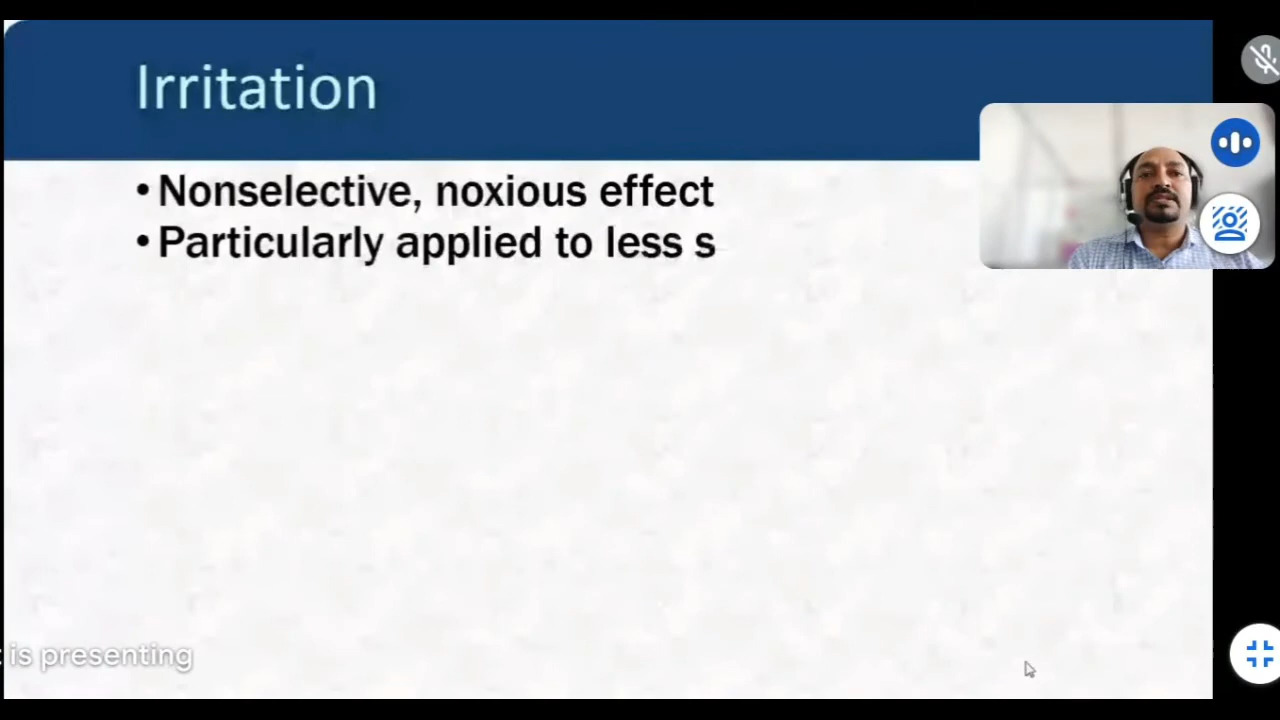 Irritation
• Nonselective, noxious effect
• Particularly applied to less s
is presenting